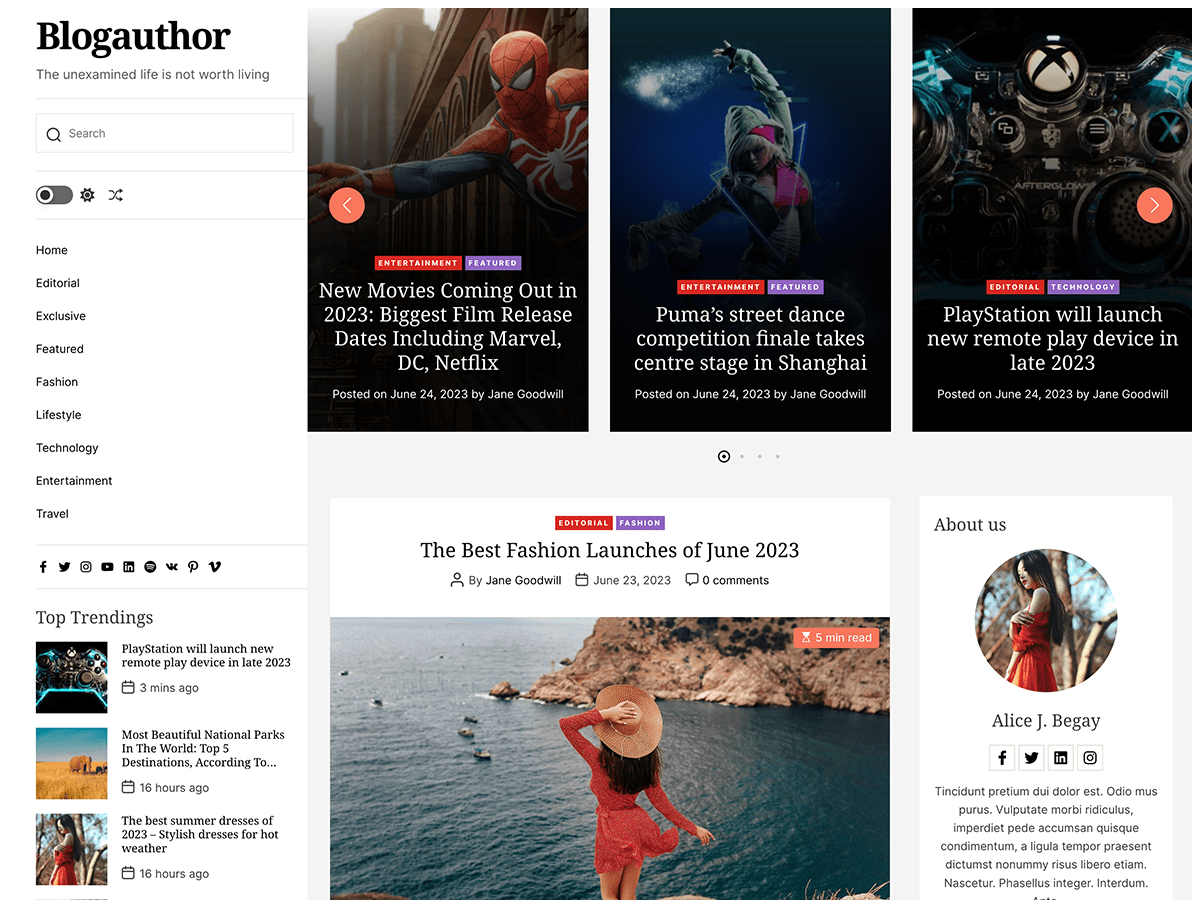 Blogauthor
The unexamined life is not worth living
Search
Home
Editorial
Exclusive
Featured
Fashion
Lifestyle
Technology
Entertainment
Travel
Top Trendings
PlayStation will launch new
remote play device in late 2023
3 mins ago
Most Beautiful National Parks
In The World: Top 5
Destinations, According To...
16 hours ago
The best summer dresses of
2023 – Stylish dresses for hot
weather
16 hours ago
ENTERTAINMENT FEATURED
New Movies Coming Out in
2023: Biggest Film Release
Dates Including Marvel,
DC, Netflix
Posted on June 24, 2023 by Jane Goodwill
ENTERTAINMENT FEATURED
Puma’s street dance
competition finale takes
centre stage in Shanghai
Posted on June 24, 2023 by Jane Goodwill
AFTERGLOW
EDITORIAL TECHNOLOGY
PlayStation will launch
new remote play device in
late 2023
Posted on June 24, 2023 by Jane Goodwill
EDITORIAL FASHION
The Best Fashion Launches of June 2023
By Jane Goodwill June 23, 2023 0 comments
5 min read
About us
Alice J. Begay
Tincidunt pretium dui dolor est. Odio mus
purus. Vulputate morbi ridiculus,
imperdiet pede accumsan quisque
condimentum, a ligula tempor praesent
dictumst nonummy risus libero etiam.
Nascetur. Phasellus integer. Interdum.